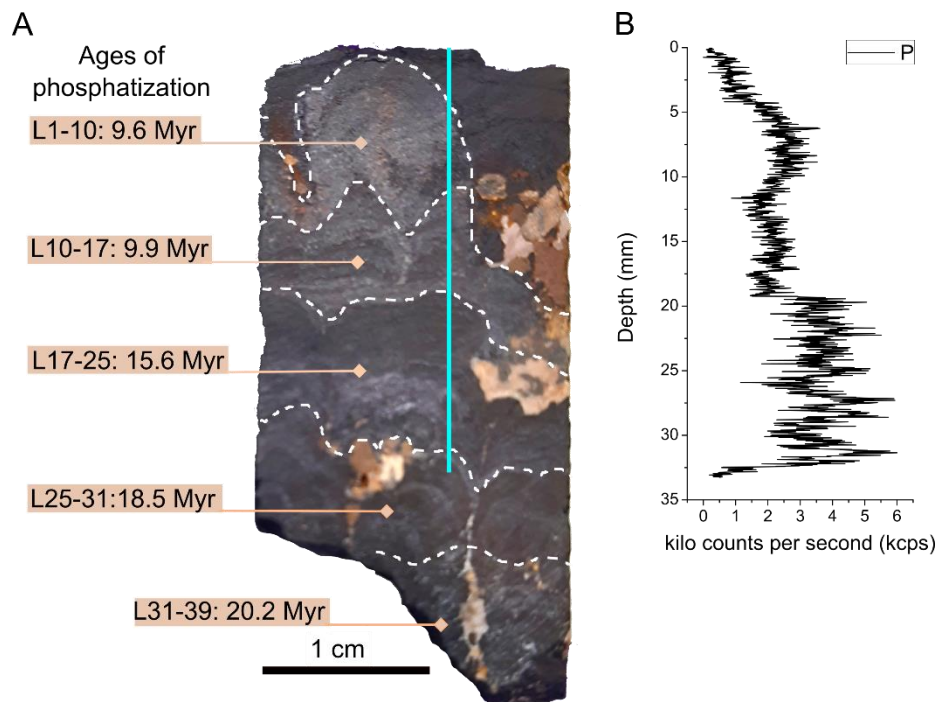 A
Ages of
phosphatization
L1-10: 9.6 Myr
L10-17: 9.9 Myr
L17-25: 15.6 Myr
L25-31:18.5 Myr
L31-39: 20.2 Myr
1 cm
B
P
0
5
10
15
20
25
30
35
Depth (mm)
0 1 2 3 4 5 6
kilo counts per second (kcps)